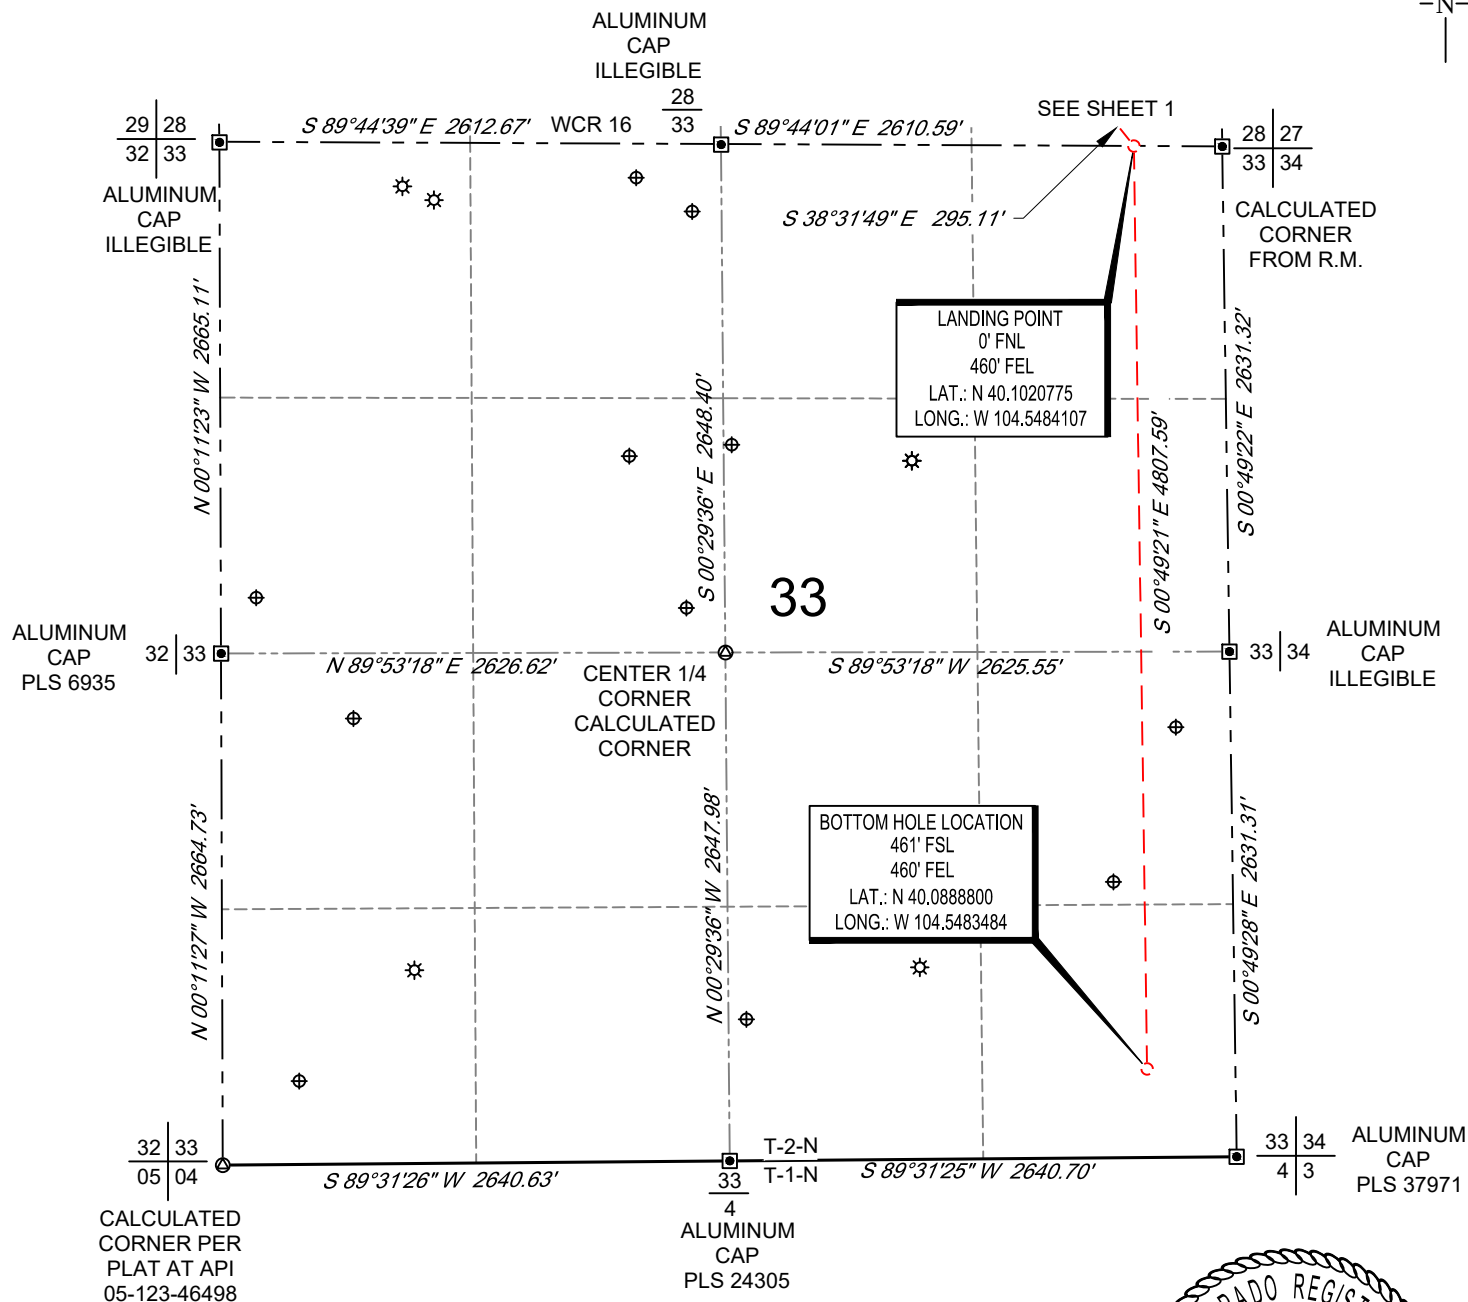 -N-
ALUMINUM
CAP
ILLEGIBLE
28
33
SEE SHEET 1
29 28
32 33
S 89°44'39" E 2612.67'
WCR 16
S 89°44'01" E 2610.59'
28 27
33 34
ALUMINUM
CAP
ILLEGIBLE
S 38°31'49" E 295.11'
CALCULATED
CORNER
FROM R.M.
N 00°11'23" W 2665.11'
LANDING POINT
0' FNL
460' FEL
LAT.: N 40.1020775
LONG.: W 104.5484107
S 00°29'36" E 2648.40'
S 00°49'21" E 4807.59'
S 00°49'22" E 2631.32'
33
ALUMINUM
CAP
PLS 6935
32 33
N 89°53'18" E 2626.62'
CENTER 1/4
CORNER
CALCULATED
CORNER
S 89°53'18" W 2625.55'
33 34
ALUMINUM
CAP
ILLEGIBLE
N 00°11'27" W 2664.73'
N 00°29'36" W 2647.98'
BOTTOM HOLE LOCATION
461' FSL
460' FEL
LAT.: N 40.0888800
LONG.: W 104.5483484
S 00°49'28" E 2631.31'
32 33
05 04
S 89°31'26" W 2640.63'
T-2-N
T-1-N
33
4
S 89°31'25" W 2640.70'
33 34
4 3
ALUMINUM
CAP
PLS 37971
CALCULATED
CORNER PER
PLAT AT API
05-123-46498
ALUMINUM
CAP
PLS 24305
RADO REGIS